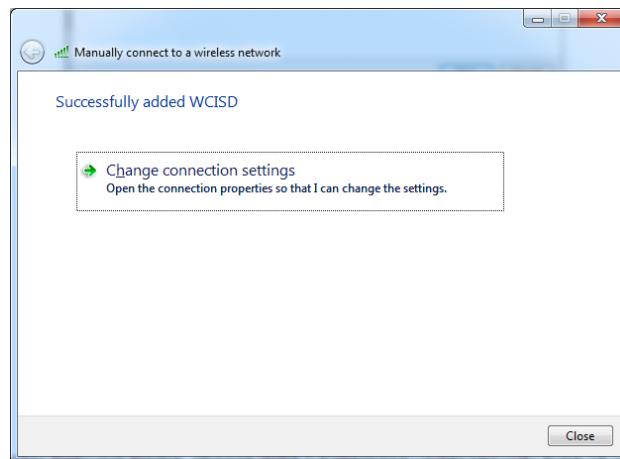 Manually connect to a wireless network
Successfully added WCISD
Change connection settings
Open the connection properties so that I can change the settings.
Close